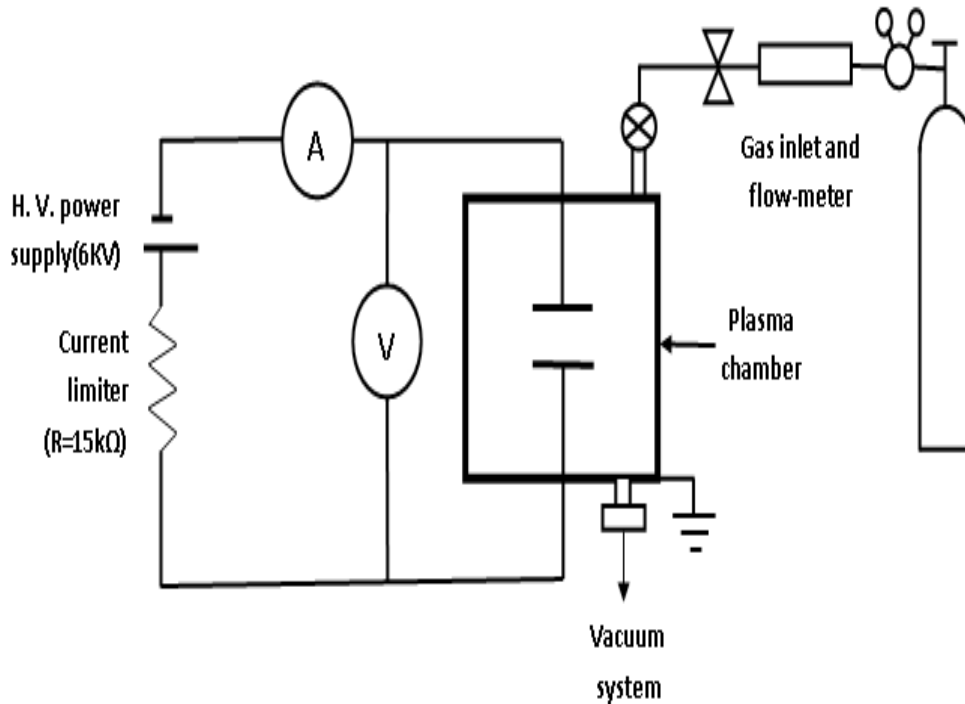 A
Gas inlet and
flow-meter
H. V. power
supply(6KV)
V
Current
limiter
(R=15kΩ)
Plasma
chamber
Vacuum
system